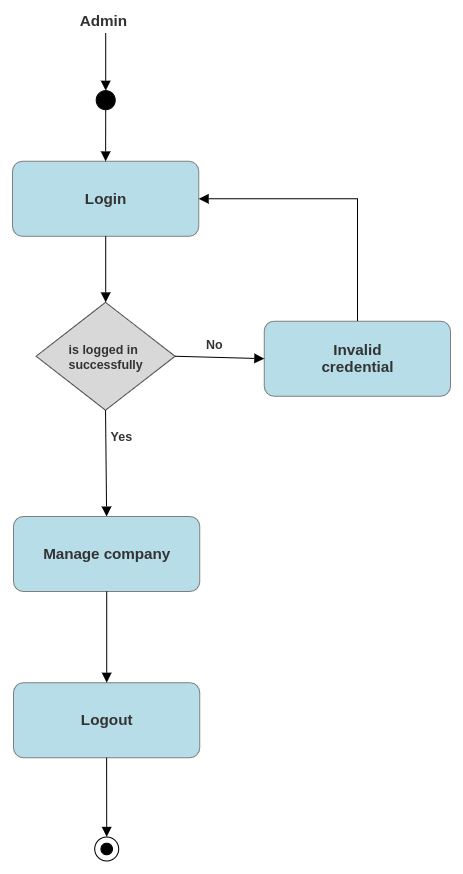 Admin
Login
is logged in
successfully
No
Invalid
credential
Yes
Manage company
Logout